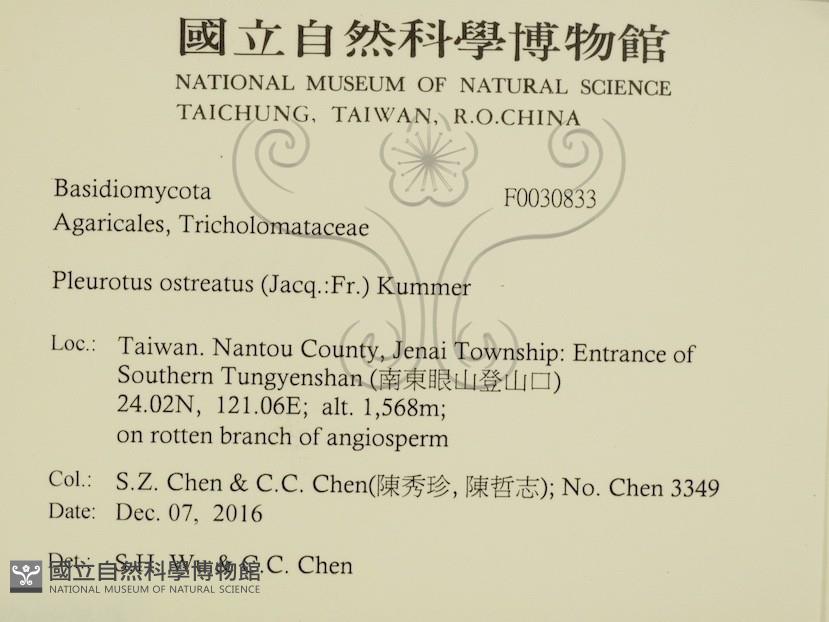 國立自然科學博物館
NATIONAL MUSEUM OF NATURAL SCIENCE
TAICHUNG, TAIWAN, R.O.CHINA
Basidiomycota F0030833
Agaricales, Tricholomataceae
Pleurotus ostreatus (Jacq.:Fr.) Kummer
Loc.: Taiwan. Nantou County, Jenai Township: Entrance of
Southern Tungyenshan (南東眼山登山口)
24.02N, 121.06E; alt. 1,568m;
on rotten branch of angiosperm
Col.: S.Z. Chen & C.C. Chen(陳秀珍, 陳哲志); No. Chen 3349
Date: Dec. 07, 2016
Det.: S.H. Wu & C.C. Chen
國立自然科學博物館
NATIONAL MUSEUM OF NATURAL SCIENCE